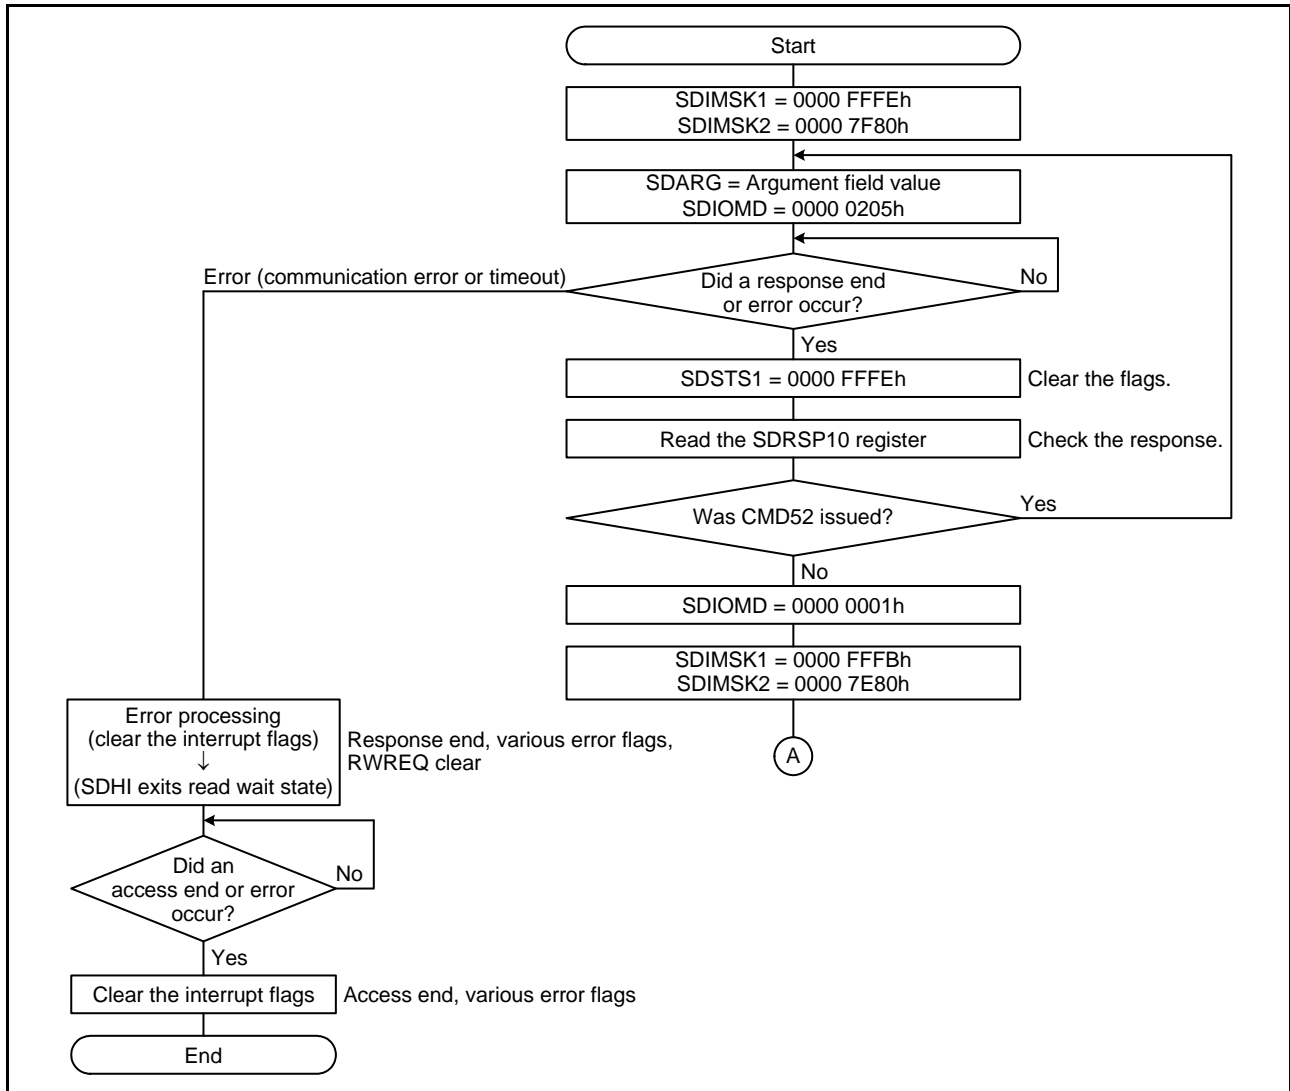 Start
SDIMSK1 = 0000 FFFEh
SDIMSK2 = 0000 7F80h
SDARG = Argument field value
SDIOMD = 0000 0205h
Error (communication error or timeout)
Did a response end
or error occur?
No
Yes
SDSTS1 = 0000 FFFEh
Clear the flags.
Read the SDRSP10 register
Check the response.
Was CMD52 issued?
Yes
No
SDIOMD = 0000 0001h
SDIMSK1 = 0000 FFFBh
SDIMSK2 = 0000 7E80h
A
Error processing
(clear the interrupt flags)
↓
(SDHI exits read wait state)
Response end, various error flags,
RWREQ clear
Did an
access end or error
occur?
No
Yes
Clear the interrupt flags
Access end, various error flags
End